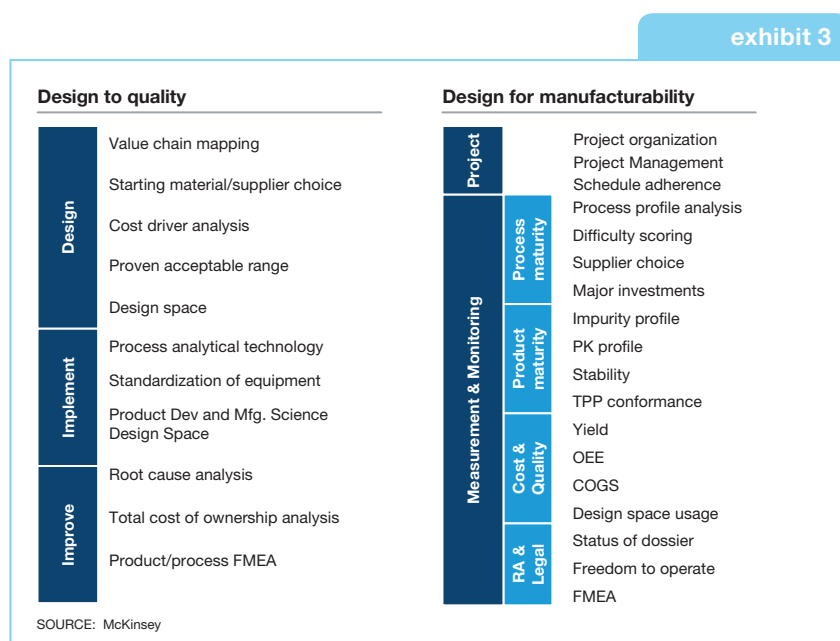 exhibit 3
Design to quality
Design
Value chain mapping
Starting material/supplier choice
Cost driver analysis
Proven acceptable range
Design space
Implement
Process analytical technology
Standardization of equipment
Product Dev and Mfg. Science
Design Space
Improve
Root cause analysis
Total cost of ownership analysis
Product/process FMEA
Design for manufacturability
Project
Project organization
Project Management
Schedule adherence
Measurement & Monitoring
Process
maturity
Process profile analysis
Difficulty scoring
Supplier choice
Major investments
Product
maturity
Impurity profile
PK profile
Stability
TPP conformance
Cost &
Quality
Yield
OEE
COGS
Design space usage
RA &
Legal
Status of dossier
Freedom to operate
FMEA
SOURCE: McKinsey